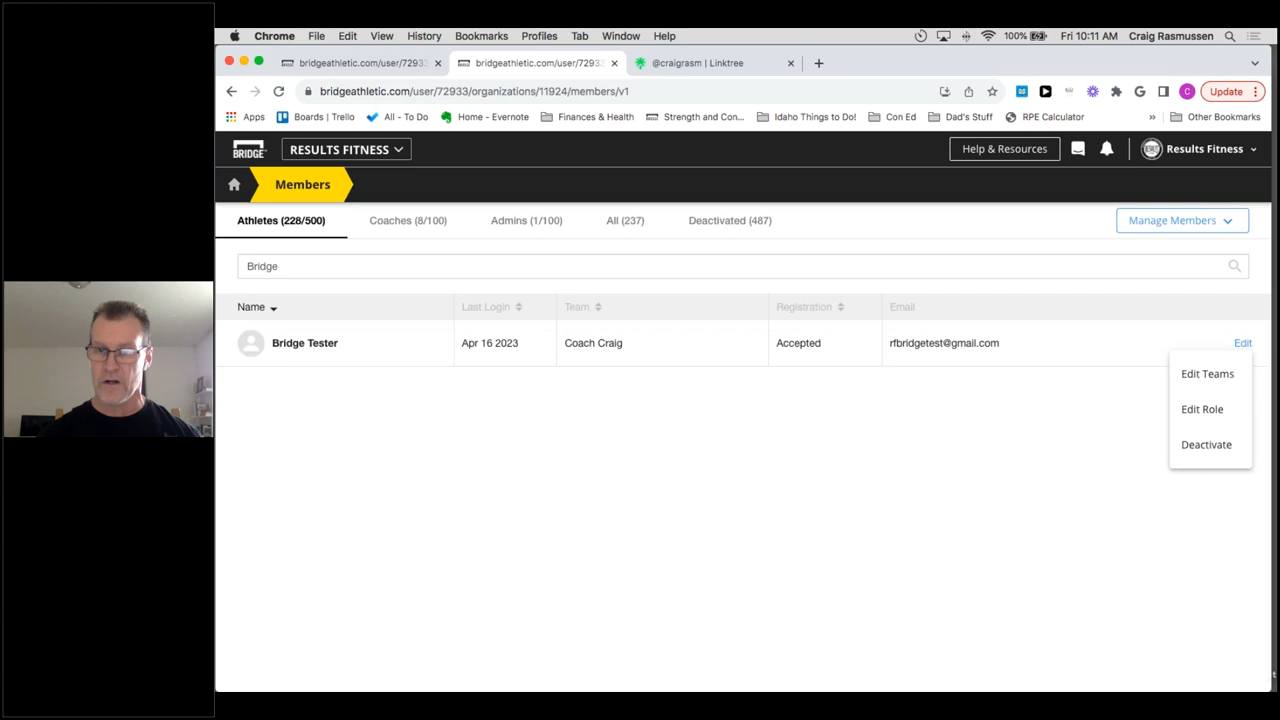 Chrome File Edit View History Bookmarks Profiles Tab Window Help 100% Fri 10:11 AM Craig Rasmussen
bridgeathletic.com/user/72933 bridgeathletic.com/user/72933 @craigrasm | Linktree
bridgeathletic.com/user/72933/organizations/11924/members/v1 Update
Apps Boards | Trello All - To Do Home - Evernote Finances & Health Strength and Con... Idaho Things to Do! Con Ed Dad's Stuff RPE Calculator » Other Bookmarks
BRIDGE RESULTS FITNESS Help & Resources Results Fitness
Members
Athletes (228/500) Coaches (8/100) Admins (1/100) All (237) Deactivated (487) Manage Members
Bridge
Name Last Login Team Registration Email
Bridge Tester Apr 16 2023 Coach Craig Accepted rfbridgetest@gmail.com Edit
Edit Teams
Edit Role
Deactivate